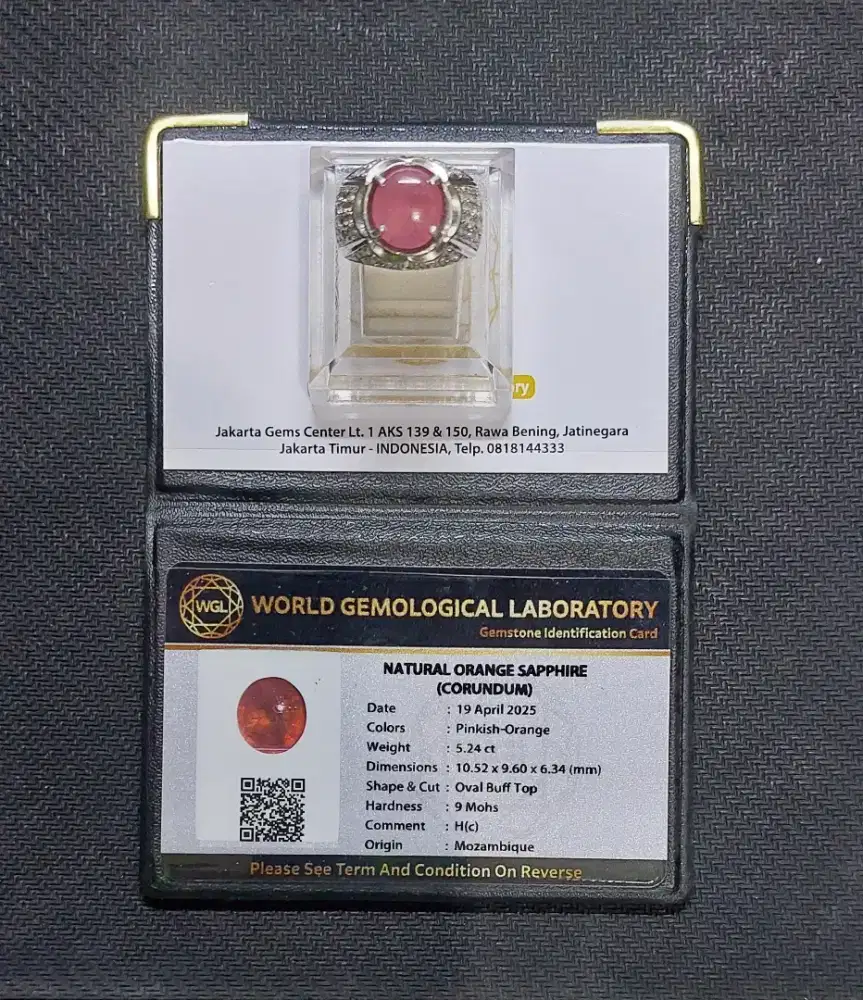 ry
Jakarta Gems Center Lt. 1 AKS 139 & 150, Rawa Bening, Jatinegara
Jakarta Timur - INDONESIA, Telp. 0818144333
WGL WORLD GEMOLOGICAL LABORATORY
Gemstone Identification Card
NATURAL ORANGE SAPPHIRE
(CORUNDUM)
Date : 19 April 2025
Colors : Pinkish-Orange
Weight : 5.24 ct
Dimensions : 10.52 x 9.60 x 6.34 (mm)
Shape & Cut : Oval Buff Top
Hardness : 9 Mohs
Comment : H(c)
Origin : Mozambique
Please See Term And Condition On Reverse